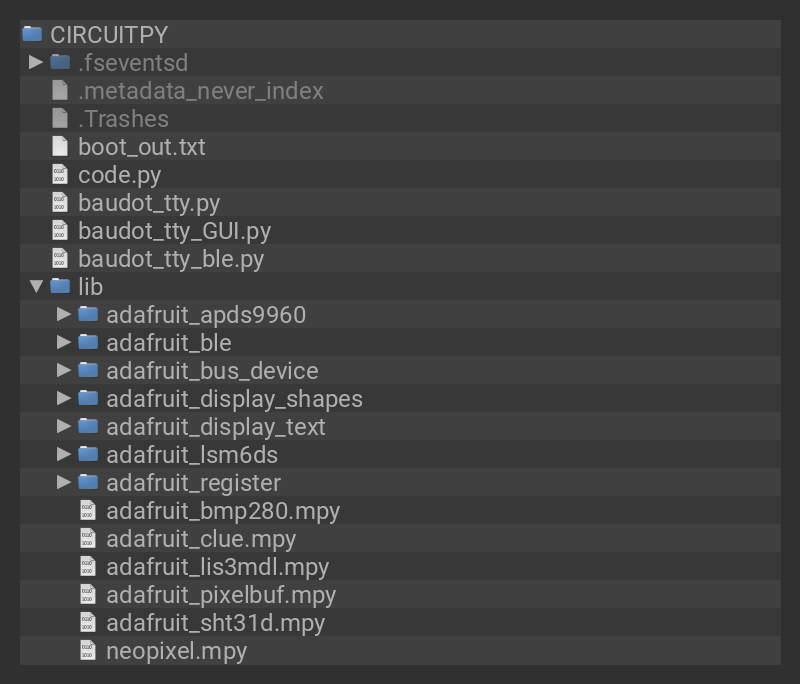 CIRCUITPY
.fseventsd
.metadata_never_index
.Trashes
boot_out.txt
code.py
baudot_tty.py
baudot_tty_GUI.py
baudot_tty_ble.py
lib
adafruit_apds9960
adafruit_ble
adafruit_bus_device
adafruit_display_shapes
adafruit_display_text
adafruit_lsm6ds
adafruit_register
adafruit_bmp280.mpy
adafruit_clue.mpy
adafruit_lis3mdl.mpy
adafruit_pixelbuf.mpy
adafruit_sht31d.mpy
neopixel.mpy